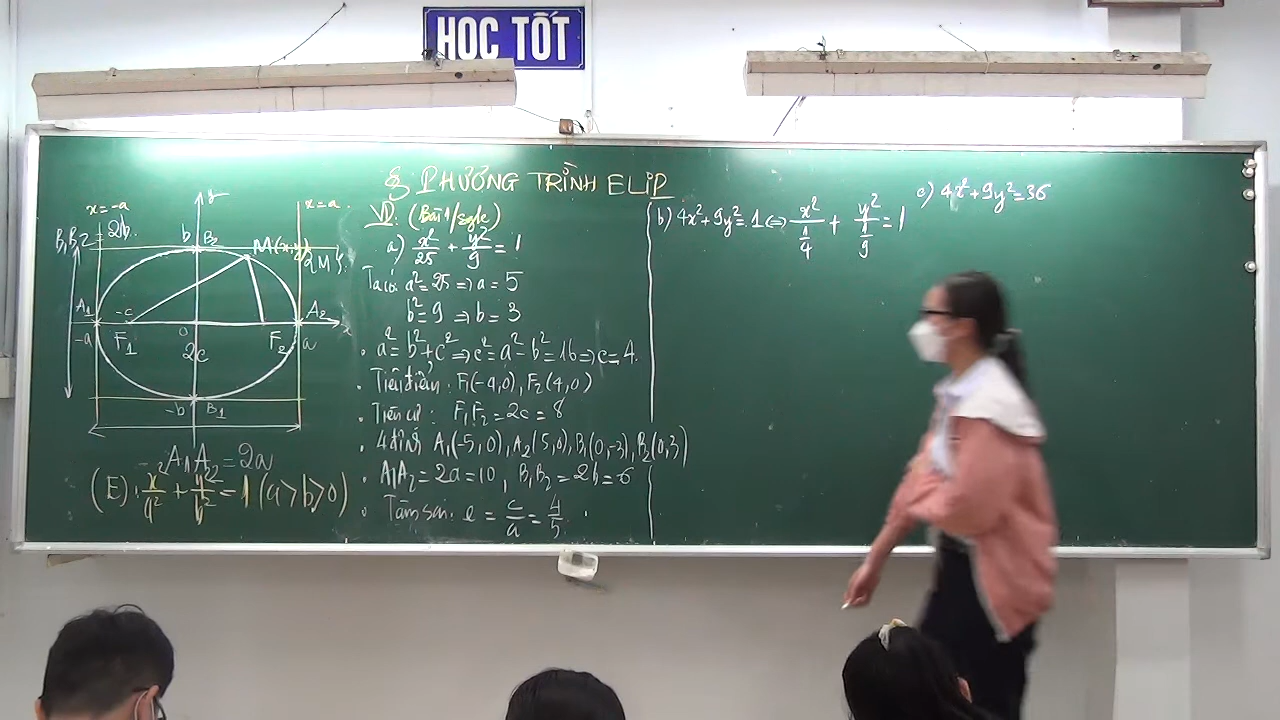 HỌC TỐT
§ PHƯƠNG TRÌNH ELIP
x=-a
y
x=a
B₁B₂
2b
b
B₂
M(x,y)
A₁
-c
A₂
-a
F₁
O
F₂
a
x
2c
-b
B₁
A₁A₂=2a
(E): x²/a² + y²/b² = 1 (a>b>0)
VD: (Bài 1/sgk)
a) x²/25 + y²/9 = 1
Ta có a²=25 ⇒ a=5
b²=9 ⇒ b=3
• a²=b²+c² ⇒ c²=a²-b²=16 ⇒ c=4.
• Tiêu điểm: F₁(-4,0), F₂(4,0)
• Tiêu cự: F₁F₂=2c=8
• 4 đỉnh A₁(-5,0), A₂(5,0), B₁(0,-3), B₂(0,3)
• A₁A₂=2a=10, B₁B₂=2b=6
• Tâm sai: e = c/a = 4/5
b) 4x²+9y²=1 ⇔ x²/(1/4) + y²/(1/9) = 1
c) 4x²+9y²=36